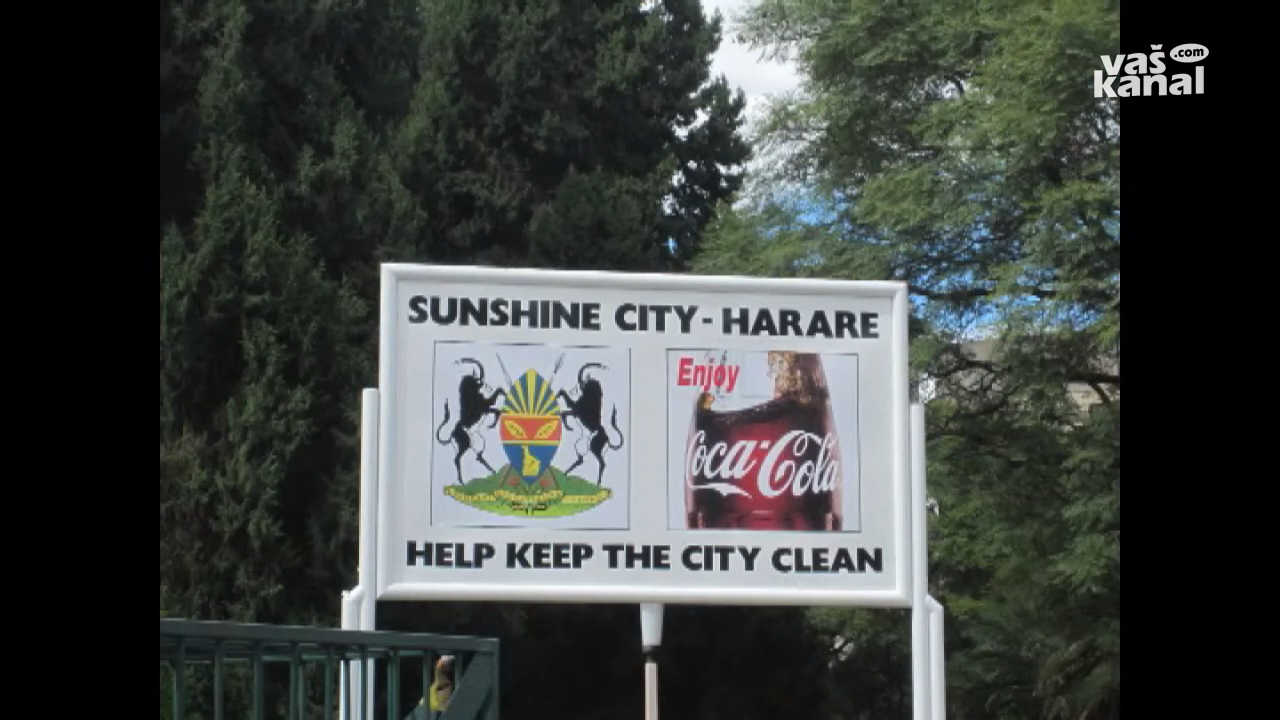 vaš
.com
kanal
SUNSHINE CITY - HARARE
Enjoy
Coca-Cola
HELP KEEP THE CITY CLEAN